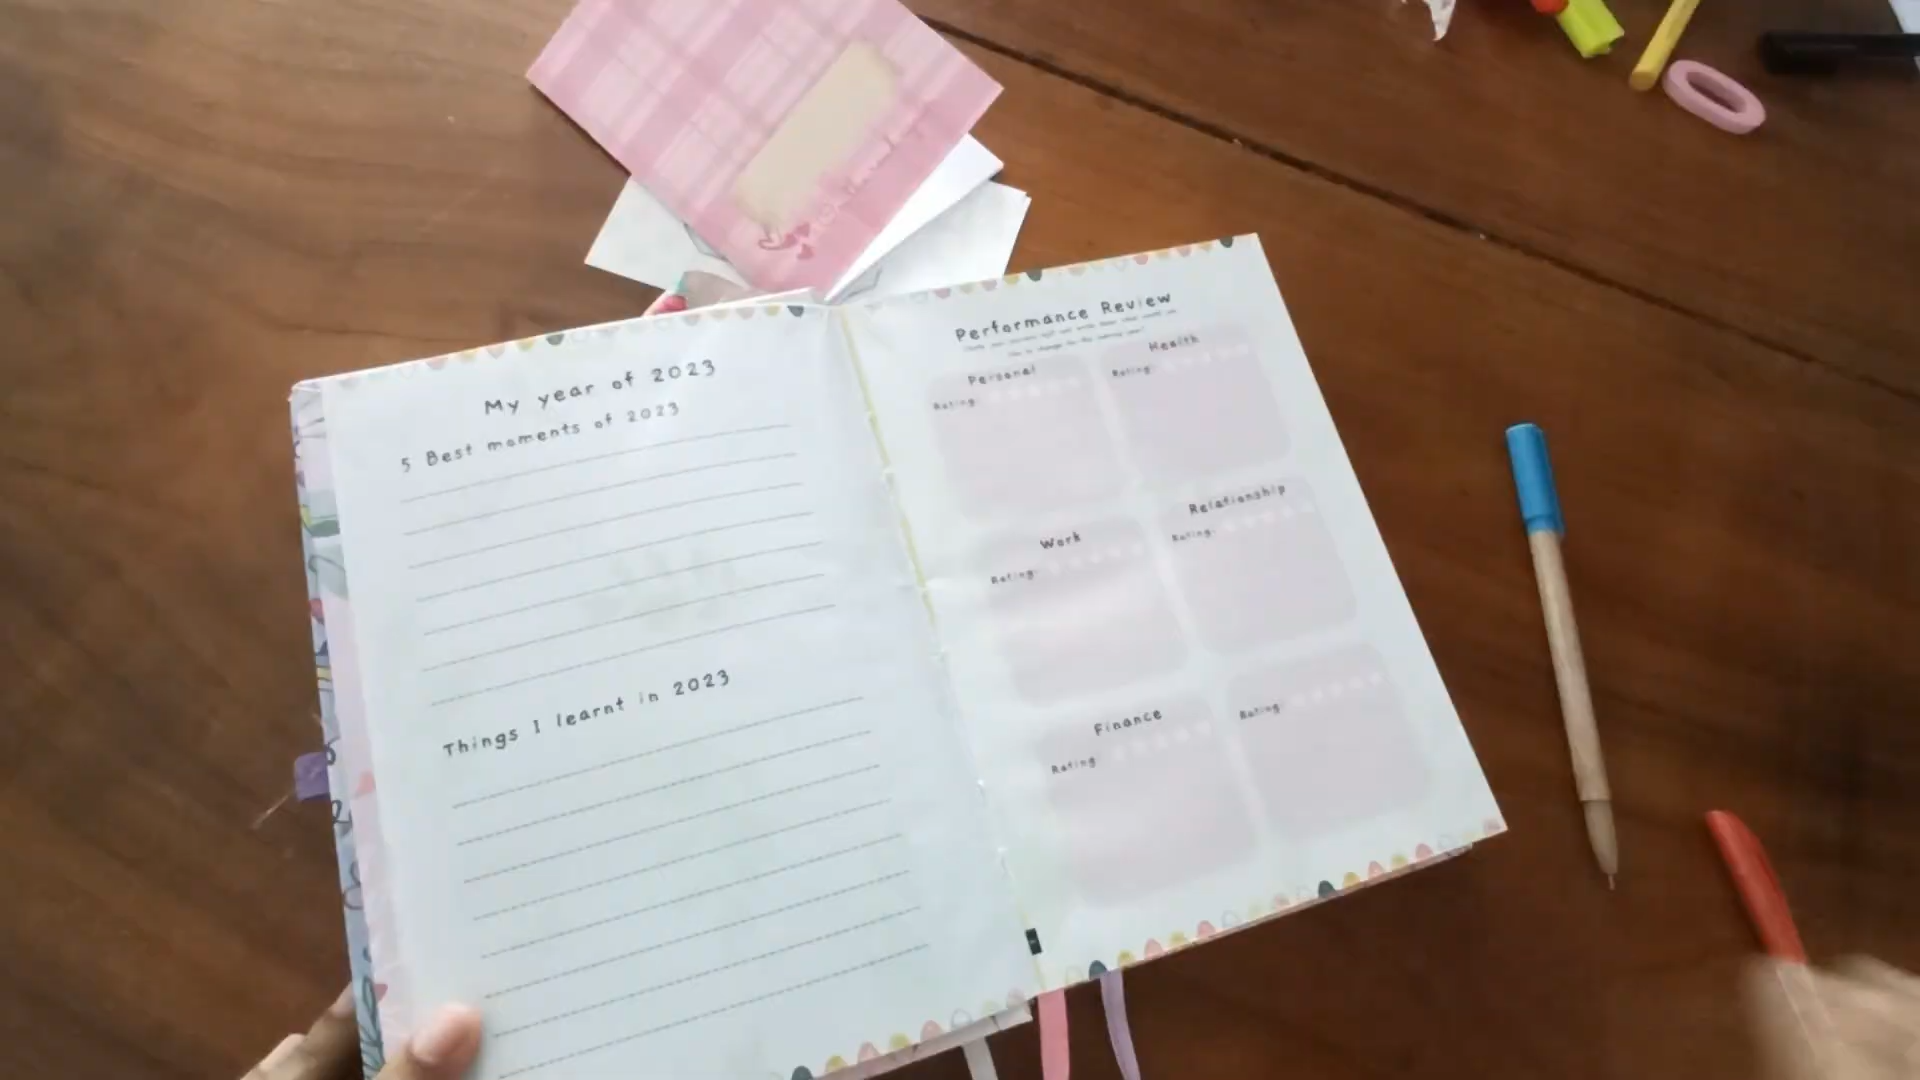 My year of 2023
5 Best moments of 2023
Things I learnt in 2023
Performance Review
Personal
Rating:
Health
Rating:
Work
Rating:
Relationship
Rating:
Finance
Rating:
Rating: